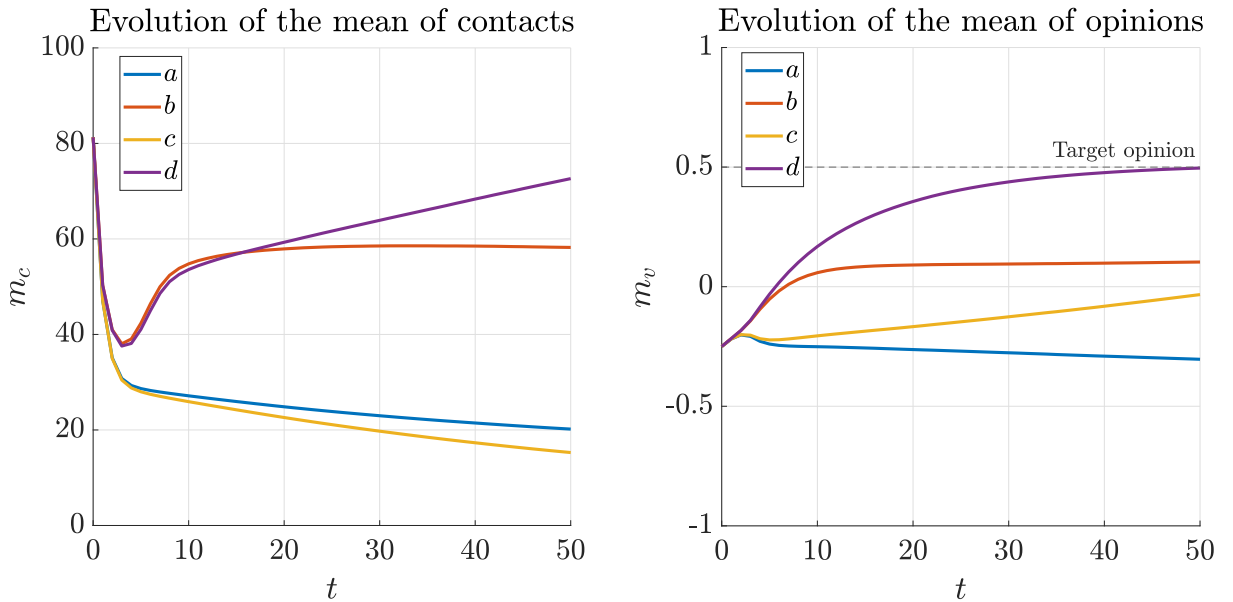 Evolution of the mean of contacts
100
80
60
40
20
0
0 10 20 30 40 50
m_c
t
a
b
c
d
Evolution of the mean of opinions
1
0.5
0
-0.5
-1
0 10 20 30 40 50
m_v
t
a
b
c
d
Target opinion